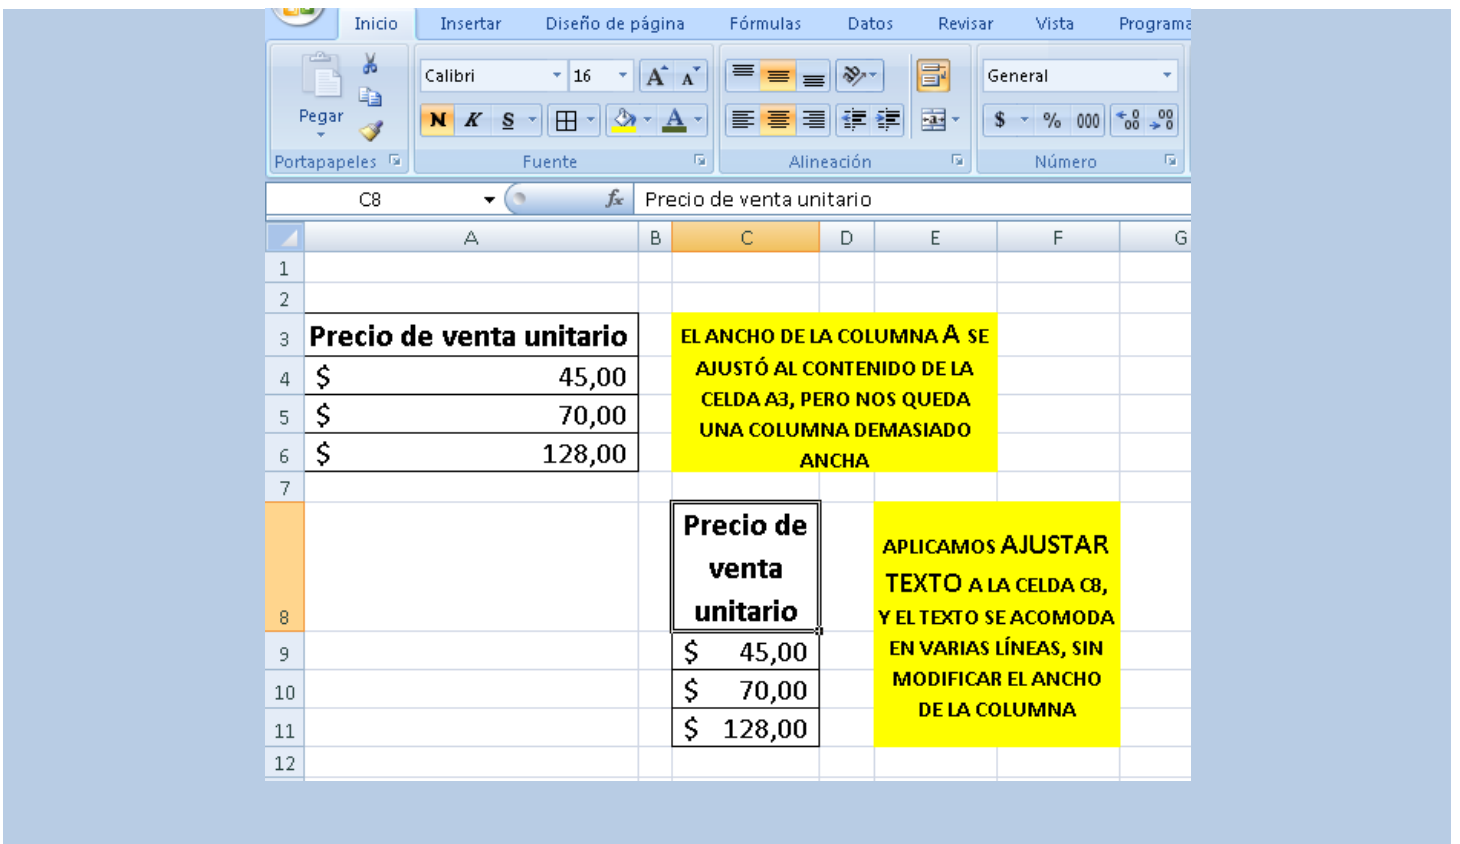 Inicio Insertar Diseño de página Fórmulas Datos Revisar Vista Programa
Calibri 16 A A General
Pegar N K S A $ % 000
Portapapeles Fuente Alineación Número
C8 fx Precio de venta unitario
A B C D E F G
1
2
3 Precio de venta unitario
4 $ 45,00
5 $ 70,00
6 $ 128,00
EL ANCHO DE LA COLUMNA A SE
AJUSTÓ AL CONTENIDO DE LA
CELDA A3, PERO NOS QUEDA
UNA COLUMNA DEMASIADO
ANCHA
7
Precio de
venta
unitario
8
9 $ 45,00
10 $ 70,00
11 $ 128,00
APLICAMOS AJUSTAR
TEXTO A LA CELDA C8,
Y EL TEXTO SE ACOMODA
EN VARIAS LÍNEAS, SIN
MODIFICAR EL ANCHO
DE LA COLUMNA
12